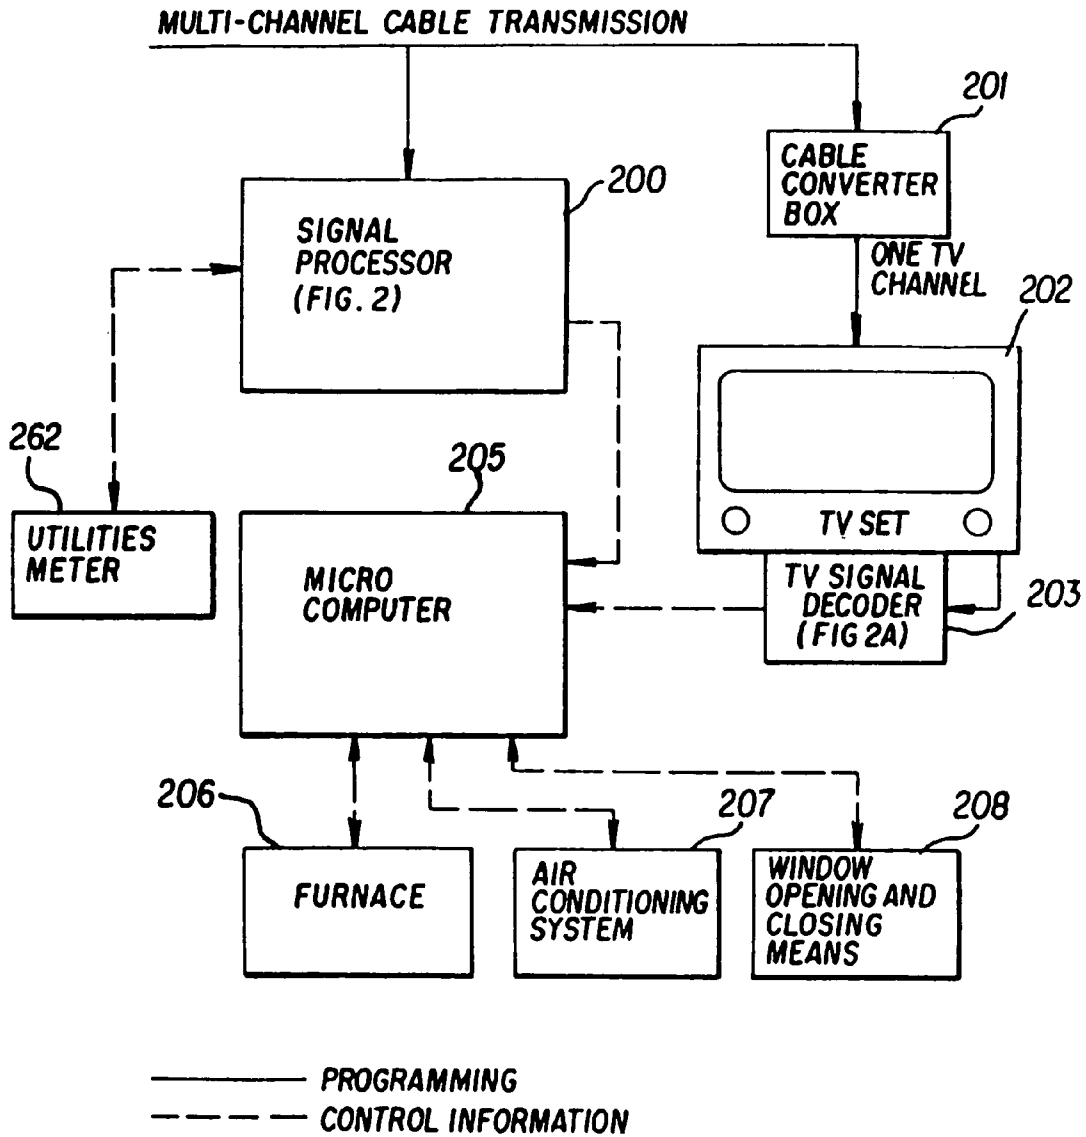 MULTI-CHANNEL CABLE TRANSMISSION
201
CABLE
CONVERTER
BOX
200
SIGNAL
PROCESSOR
(FIG. 2)
ONE TV
CHANNEL
202
262
UTILITIES
METER
205
MICRO
COMPUTER
TV SET
TV SIGNAL
DECODER
(FIG 2A)
203
206
FURNACE
207
AIR
CONDITIONING
SYSTEM
208
WINDOW
OPENING AND
CLOSING
MEANS
PROGRAMMING
CONTROL INFORMATION